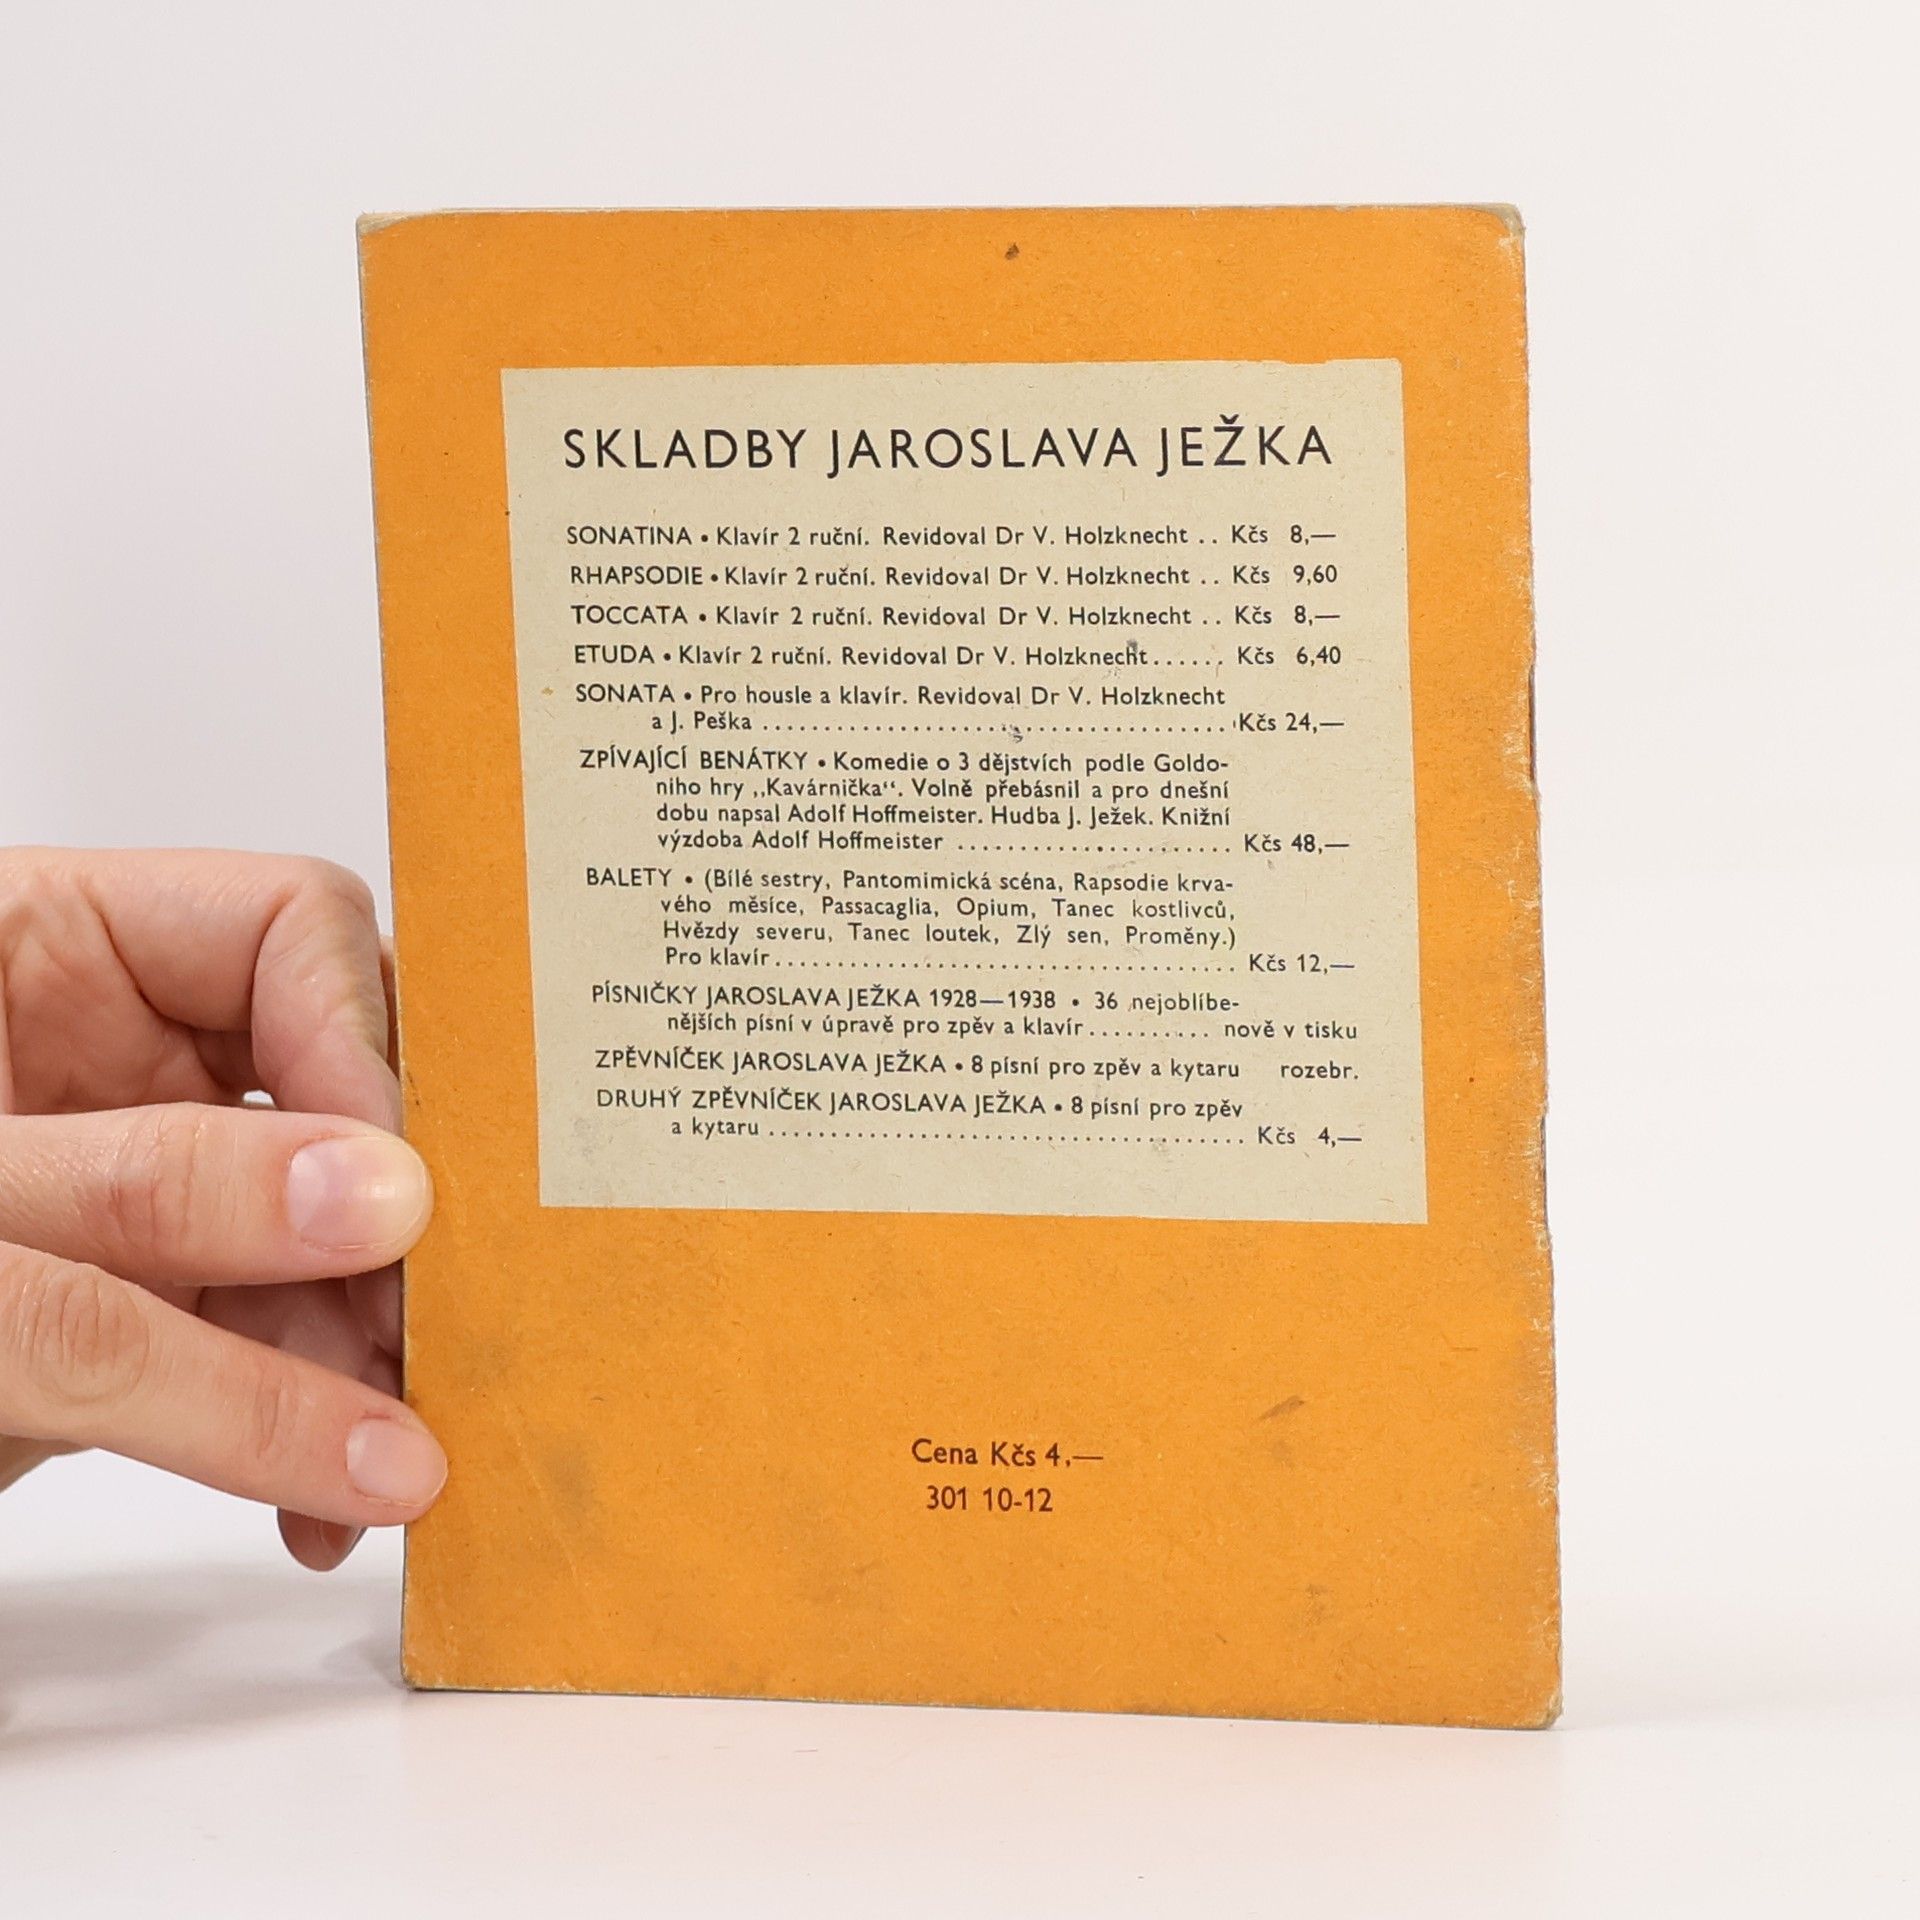 SKLADBY JAROSLAVA JEŽKA
SONATINA • Klavír 2 ruční. Revidoval Dr V. Holzknecht .. Kčs 8,—
RHAPSODIE • Klavír 2 ruční. Revidoval Dr V. Holzknecht .. Kčs 9,60
TOCCATA • Klavír 2 ruční. Revidoval Dr V. Holzknecht .. Kčs 8,—
ETUDA • Klavír 2 ruční. Revidoval Dr V. Holzknecht...... Kčs 6,40
SONATA • Pro housle a klavír. Revidoval Dr V. Holzknecht
a J. Peška ...................................... Kčs 24,—
ZPÍVAJÍCÍ BENÁTKY • Komedie o 3 dějstvích podle Goldo-
niho hry „Kavárnička“. Volně přebásnil a pro dnešní
dobu napsal Adolf Hoffmeister. Hudba J. Ježek. Knižní
výzdoba Adolf Hoffmeister ...................... Kčs 48,—
BALETY • (Bílé sestry, Pantomimická scéna, Rapsodie krva-
vého měsíce, Passacaglia, Opium, Tanec kostlivců,
Hvězdy severu, Tanec loutek, Zlý sen, Proměny.)
Pro klavír..................................... Kčs 12,—
PÍSNIČKY JAROSLAVA JEŽKA 1928—1938 • 36 nejoblíbe-
nějších písní v úpravě pro zpěv a klavír.......... nově v tisku
ZPĚVNÍČEK JAROSLAVA JEŽKA • 8 písní pro zpěv a kytaru rozebr.
DRUHÝ ZPĚVNÍČEK JAROSLAVA JEŽKA • 8 písní pro zpěv
a kytaru ....................................... Kčs 4,—
Cena Kčs 4,—
301 10-12